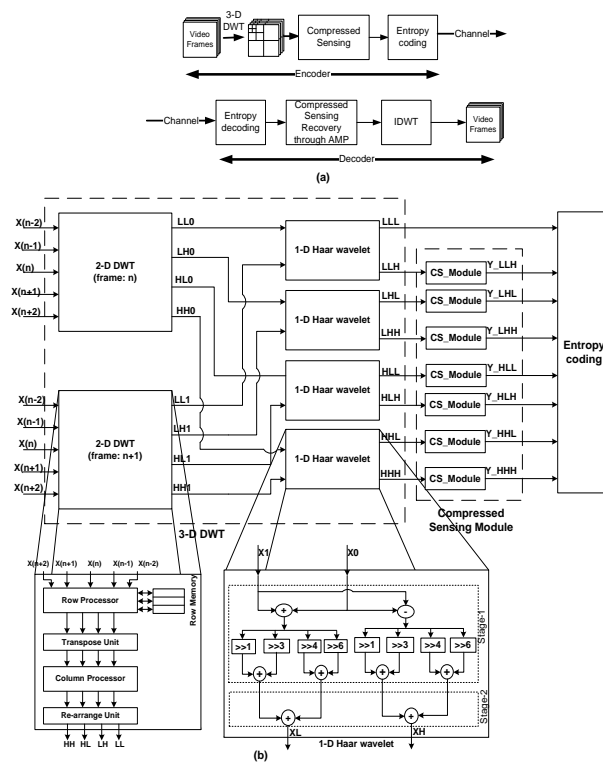 3-D
DWT
Video
Frames
Compressed
Sensing
Entropy
coding
Channel
Encoder
Channel
Entropy
decoding
Compressed
Sensing
Recovery
through AMP
IDWT
Video
Frames
Decoder
(a)
X(n-2)
X(n-1)
X(n)
X(n+1)
X(n+2)
2-D DWT
(frame: n)
LL0
LH0
HL0
HH0
1-D Haar wavelet
LLL
LLH
1-D Haar wavelet
LHL
LHH
1-D Haar wavelet
HLL
HLH
1-D Haar wavelet
HHL
HHH
CS_Module
Y_LLH
CS_Module
Y_LHL
CS_Module
Y_LHH
CS_Module
Y_HLL
CS_Module
Y_HLH
CS_Module
Y_HHL
CS_Module
Y_HHH
Entropy
coding
Compressed
Sensing Module
X(n-2)
X(n-1)
X(n)
X(n+1)
X(n+2)
2-D DWT
(frame: n+1)
LL1
LH1
HL1
HH1
3-D DWT
X(n+2)
X(n+1)
X(n)
X(n-1)
X(n-2)
Row Processor
Row Memory
Transpose Unit
Column Processor
Re-arrange Unit
HH
HL
LH
LL
X1
X0
+
-
Stage-1
>>1
>>3
>>4
>>6
>>1
>>3
>>4
>>6
+
+
+
+
Stage-2
+
+
XL
XH
1-D Haar wavelet
(b)